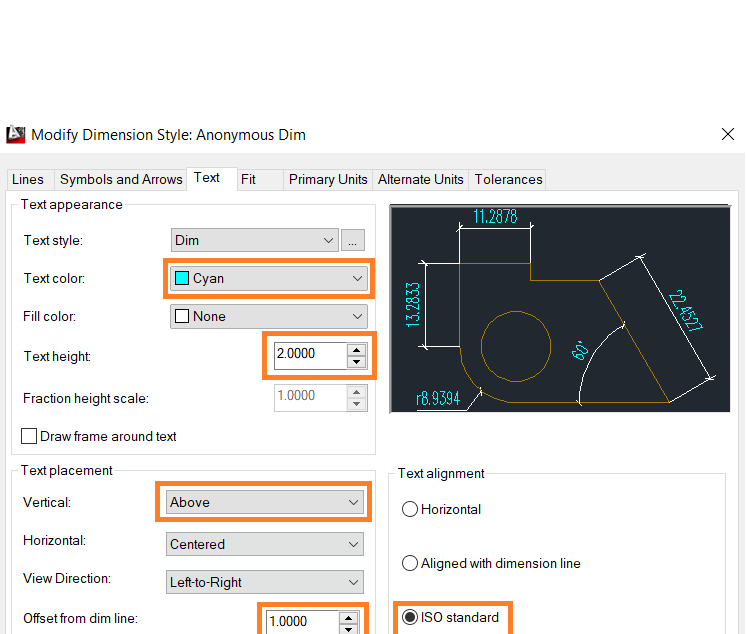 Modify Dimension Style: Anonymous Dim
Lines Symbols and Arrows Text Fit Primary Units Alternate Units Tolerances
Text appearance
Text style: Dim ...
Text color: Cyan
Fill color: None
Text height: 2.0000
Fraction height scale: 1.0000
Draw frame around text
11.2878
13.2833
22.4527
60°
r8.9394
Text placement
Vertical: Above
Horizontal: Centered
View Direction: Left-to-Right
Offset from dim line: 1.0000
Text alignment
Horizontal
Aligned with dimension line
ISO standard